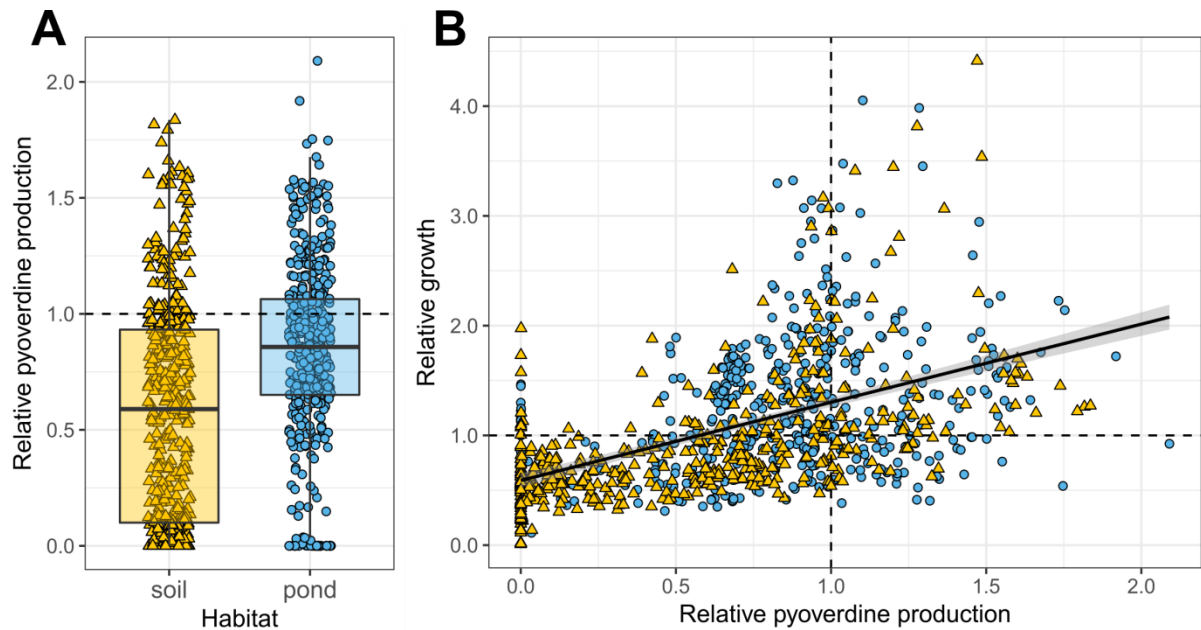 A
Relative pyoverdine production
2.0
1.5
1.0
0.5
0.0
soil pond
Habitat
B
Relative growth
4.0
3.0
2.0
1.0
0.0
0.0 0.5 1.0 1.5 2.0
Relative pyoverdine production